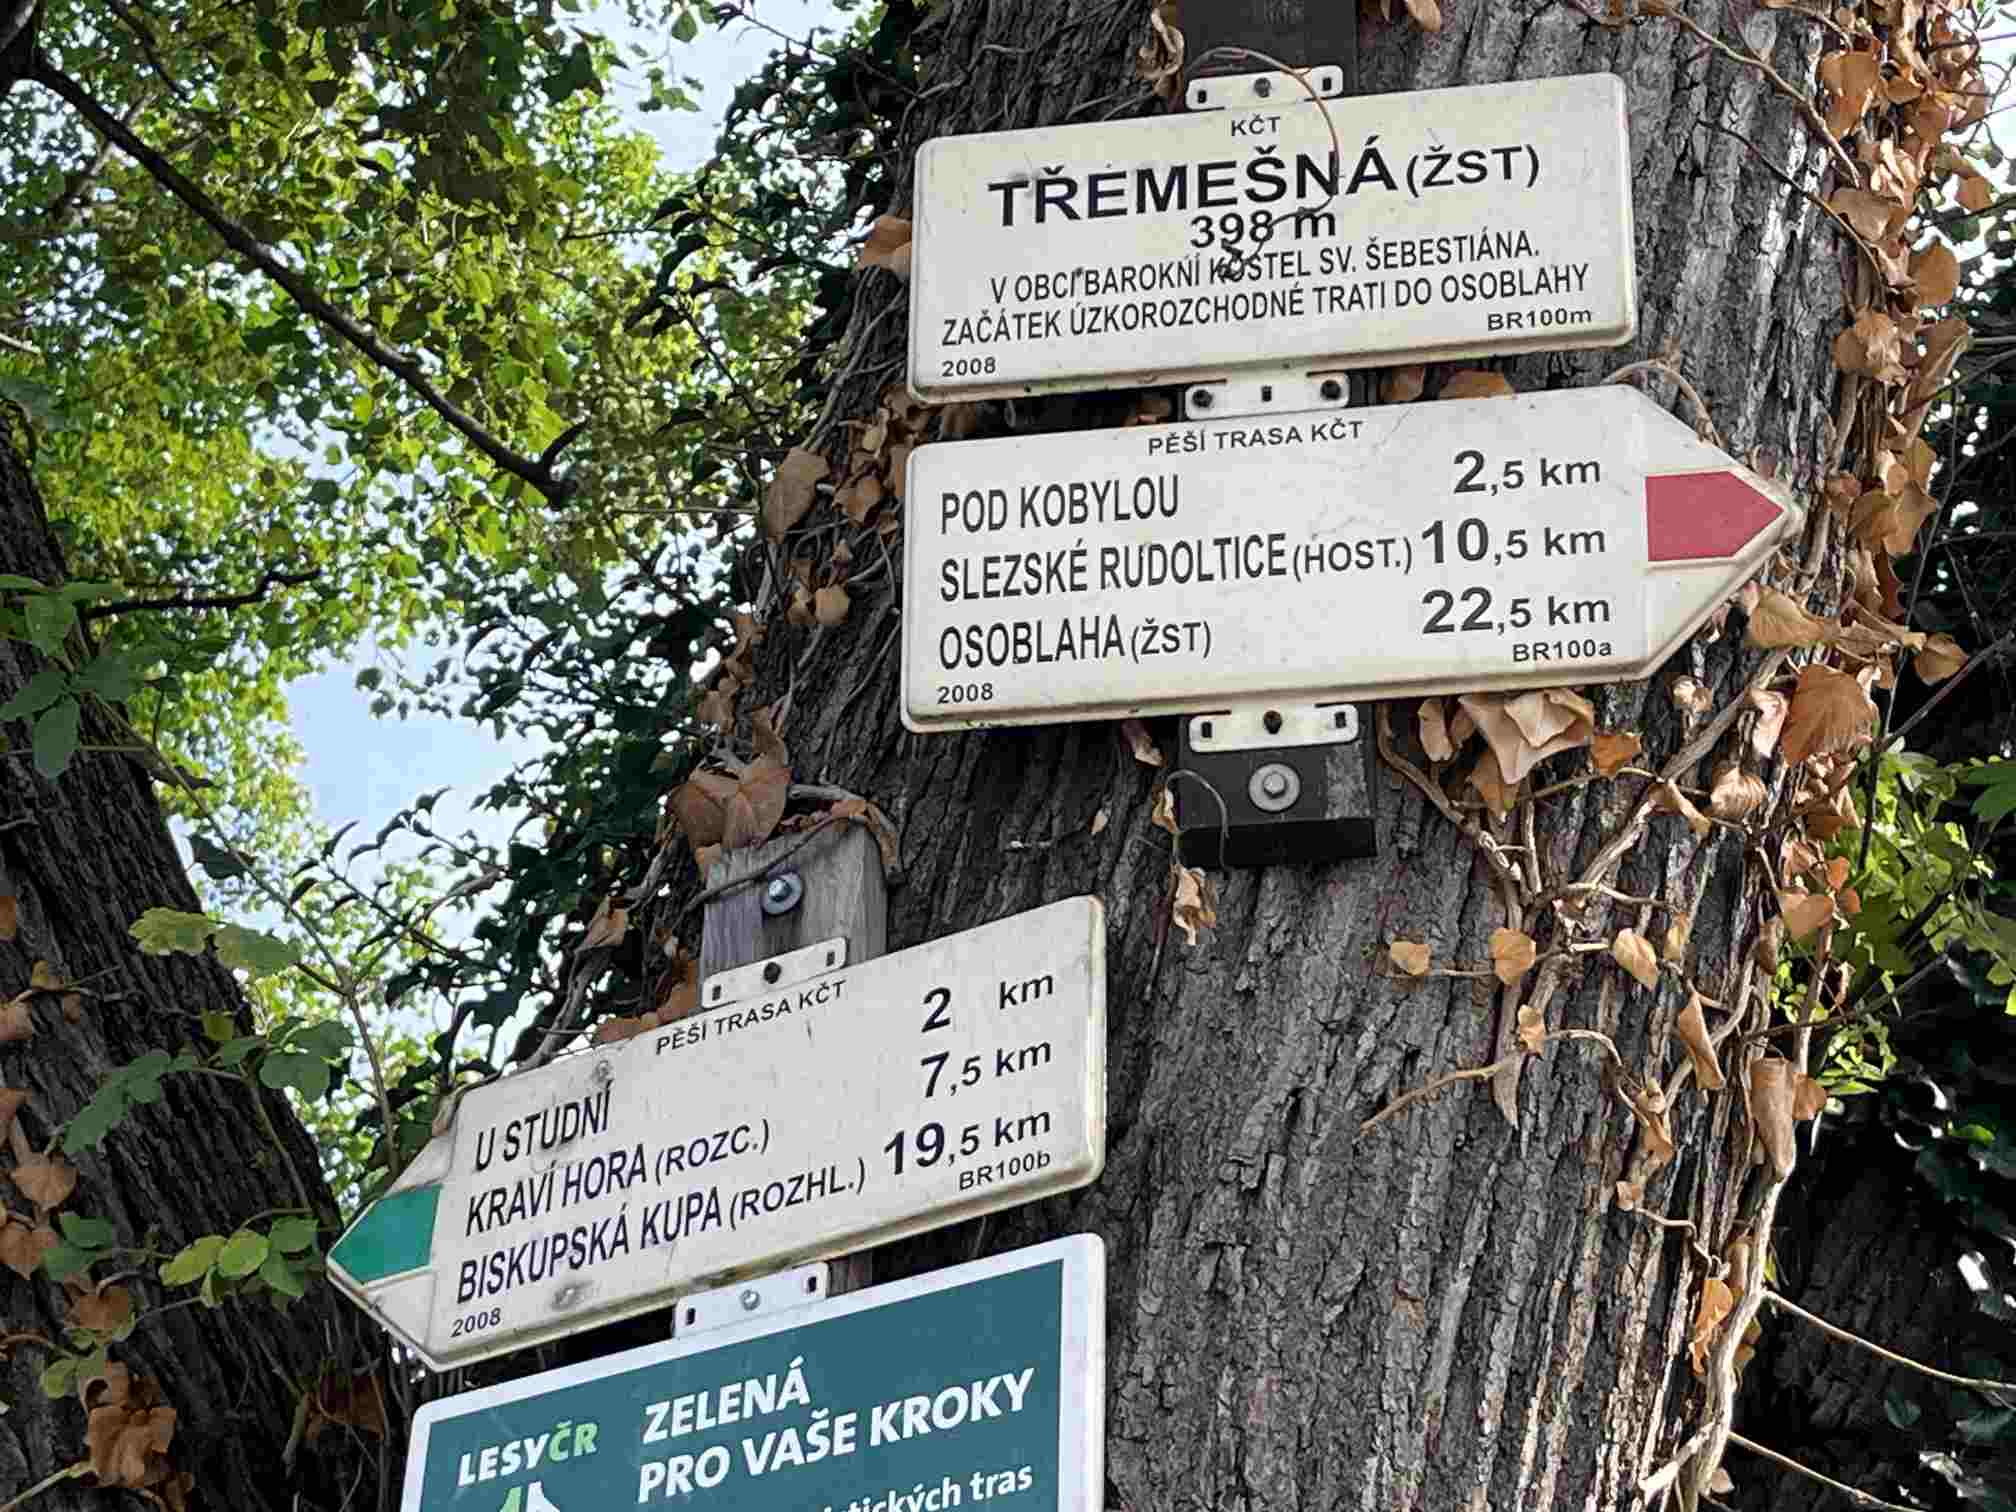 KČT
TŘEMEŠNÁ (ŽST)
398 m
V OBCI BAROKNÍ KOSTEL SV. ŠEBESTIÁNA.
ZAČÁTEK ÚZKOROZCHODNÉ TRATI DO OSOBLAHY
BR100m
2008
PĚŠÍ TRASA KČT
POD KOBYLOU 2,5 km
SLEZSKÉ RUDOLTICE (HOST.) 10,5 km
OSOBLAHA (ŽST) 22,5 km
BR100a
2008
PĚŠÍ TRASA KČT
U STUDNÍ 2 km
KRAVÍ HORA (ROZC.) 7,5 km
BISKUPSKÁ KUPA (ROZHL.) 19,5 km
BR100b
2008
LESYČR
ZELENÁ
PRO VAŠE KROKY
tras